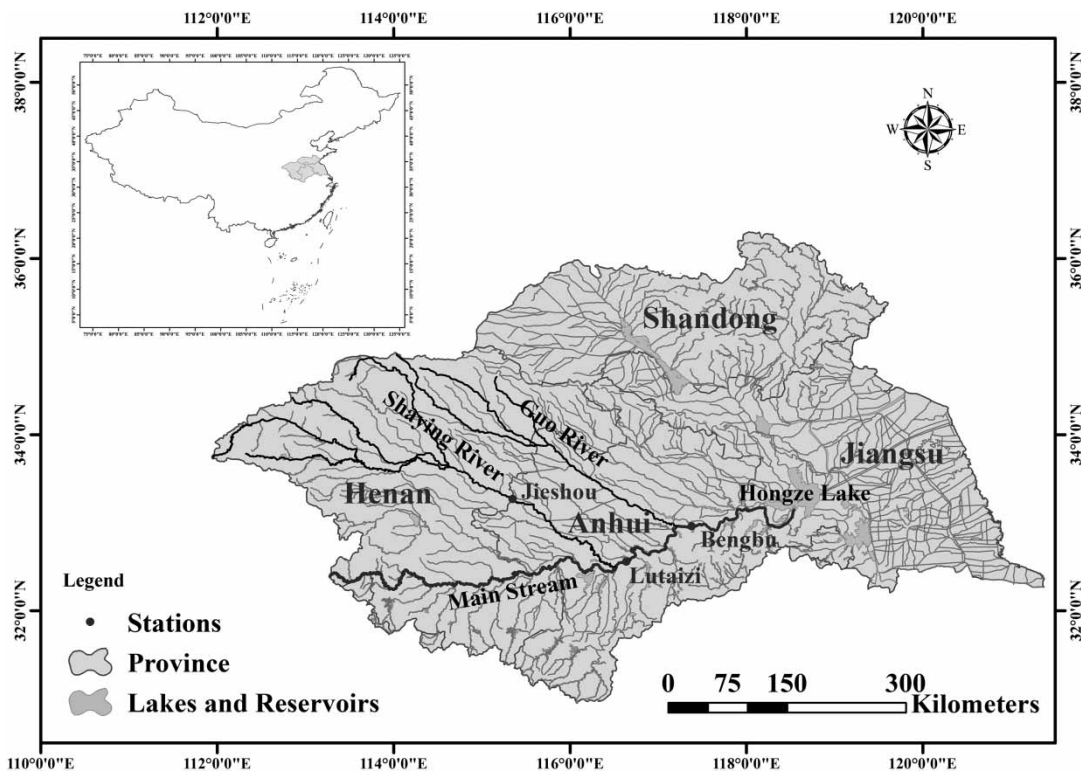 112°0'0"E 114°0'0"E 116°0'0"E 118°0'0"E 120°0'0"E
38°0'0"N
36°0'0"N
34°0'0"N
32°0'0"N
38°0'0"N
36°0'0"N
34°0'0"N
32°0'0"N
N
W E
S
Shandong
Shaying River
Guo River
Jiangsu
Henan
Jieshou
Hongze Lake
Anhui
Bengbu
Lutaizi
Main Stream
Legend
Stations
Province
Lakes and Reservoirs
0 75 150 300
Kilometers
110°0'0"E 112°0'0"E 114°0'0"E 116°0'0"E 118°0'0"E 120°0'0"E